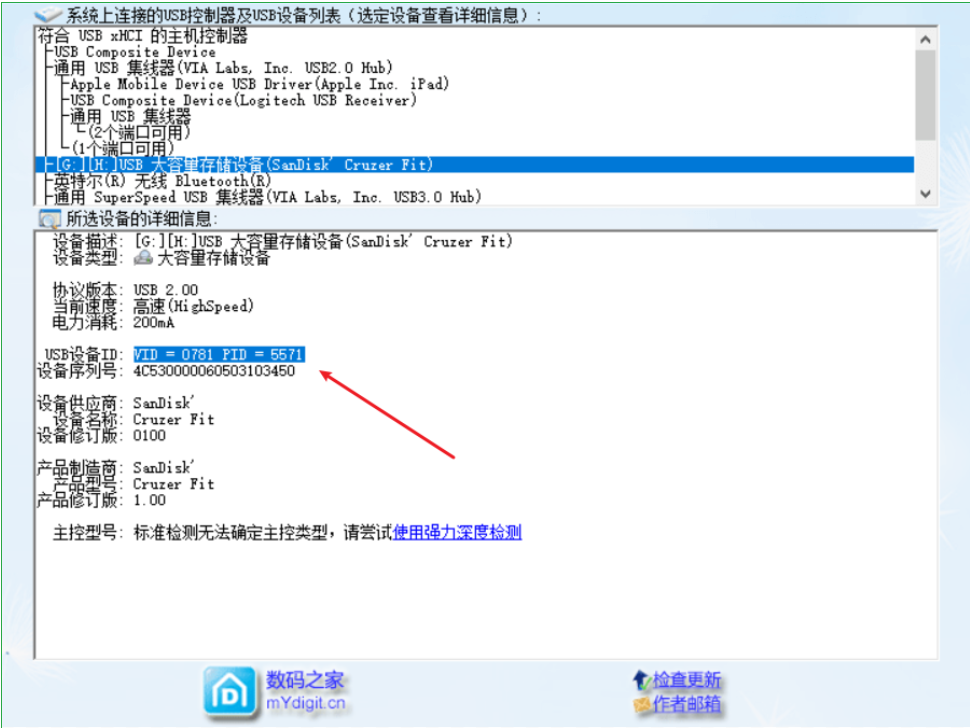 系统上连接的USB控制器及USB设备列表（选定设备查看详细信息）：
符合 USB xHCI 的主机控制器
├USB Composite Device
├通用 USB 集线器(VIA Labs, Inc. USB2.0 Hub)
├Apple Mobile Device USB Driver(Apple Inc. iPad)
├USB Composite Device(Logitech USB Receiver)
├通用 USB 集线器
└(2个端口可用)
└(1个端口可用)
├[G:][H:]USB 大容量存储设备(SanDisk' Cruzer Fit)
├英特尔(R) 无线 Bluetooth(R)
├通用 SuperSpeed USB 集线器(VIA Labs, Inc. USB3.0 Hub)
所选设备的详细信息:
设备描述: [G:][H:]USB 大容量存储设备(SanDisk' Cruzer Fit)
设备类型: 大容量存储设备
协议版本: USB 2.00
当前速度: 高速(HighSpeed)
电力消耗: 200mA
USB设备ID: VID = 0781 PID = 5571
设备序列号: 4C530000060503103450
设备供应商: SanDisk'
设备名称: Cruzer Fit
设备修订版: 0100
产品制造商: SanDisk'
产品型号: Cruzer Fit
产品修订版: 1.00
主控型号: 标准检测无法确定主控类型，请尝试使用强力深度检测
数码之家
mYdigit.cn
检查更新
作者邮箱